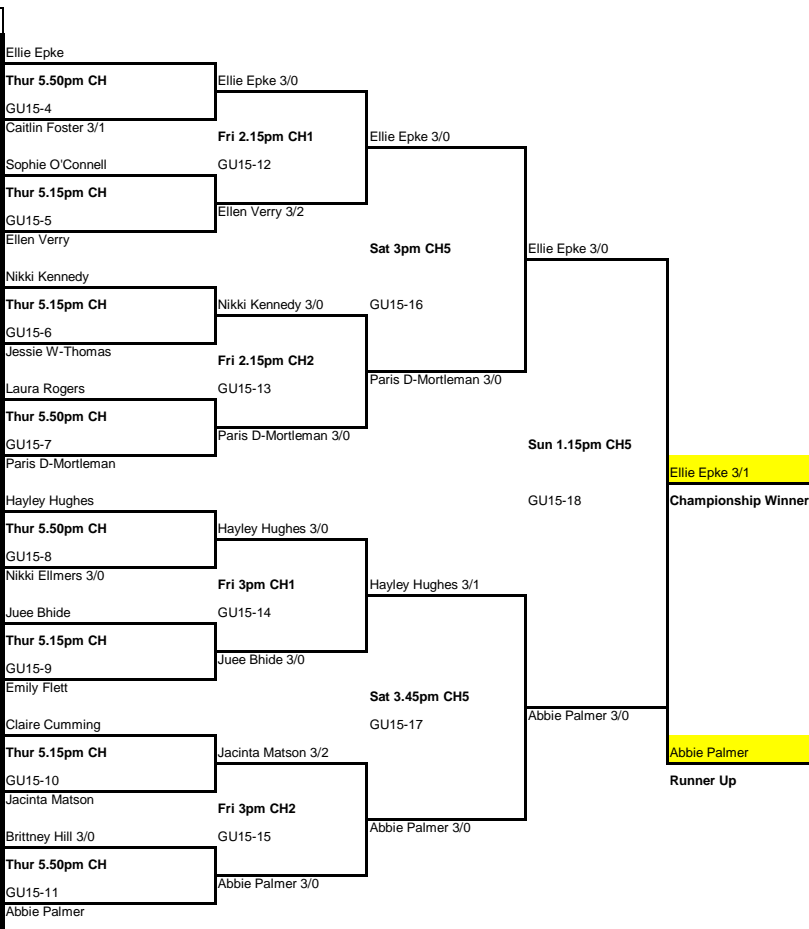 Ellie Epke
Thur 5.50pm CH
Ellie Epke 3/0
GU15-4
Caitlin Foster 3/1
Fri 2.15pm CH1
Ellie Epke 3/0
Sophie O'Connell
GU15-12
Thur 5.15pm CH
Ellen Verry 3/2
GU15-5
Ellen Verry
Sat 3pm CH5
Ellie Epke 3/0
Nikki Kennedy
Thur 5.15pm CH
Nikki Kennedy 3/0
GU15-16
GU15-6
Jessie W-Thomas
Fri 2.15pm CH2
Paris D-Mortleman 3/0
Laura Rogers
GU15-13
Thur 5.50pm CH
Paris D-Mortleman 3/0
GU15-7
Sun 1.15pm CH5
Paris D-Mortleman
Ellie Epke 3/1
Hayley Hughes
GU15-18
Championship Winner
Thur 5.50pm CH
Hayley Hughes 3/0
GU15-8
Nikki Ellmers 3/0
Fri 3pm CH1
Hayley Hughes 3/1
Juee Bhide
GU15-14
Thur 5.15pm CH
Juee Bhide 3/0
GU15-9
Emily Flett
Sat 3.45pm CH5
Abbie Palmer 3/0
Claire Cumming
GU15-17
Thur 5.15pm CH
Jacinta Matson 3/2
Abbie Palmer
GU15-10
Runner Up
Jacinta Matson
Fri 3pm CH2
Abbie Palmer 3/0
Brittney Hill 3/0
GU15-15
Thur 5.50pm CH
Abbie Palmer 3/0
GU15-11
Abbie Palmer